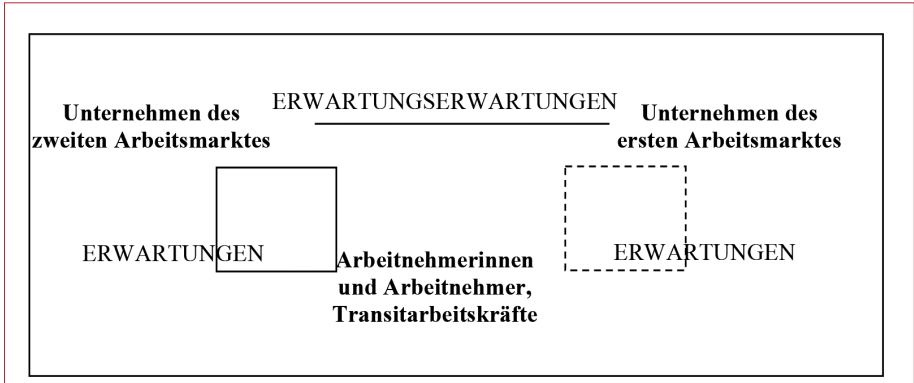 ERWARTUNGSERWARTUNGEN
Unternehmen des
zweiten Arbeitsmarktes
Unternehmen des
ersten Arbeitsmarktes
ERWARTUNGEN
ERWARTUNGEN
Arbeitnehmerinnen
und Arbeitnehmer,
Transitarbeitskräfte